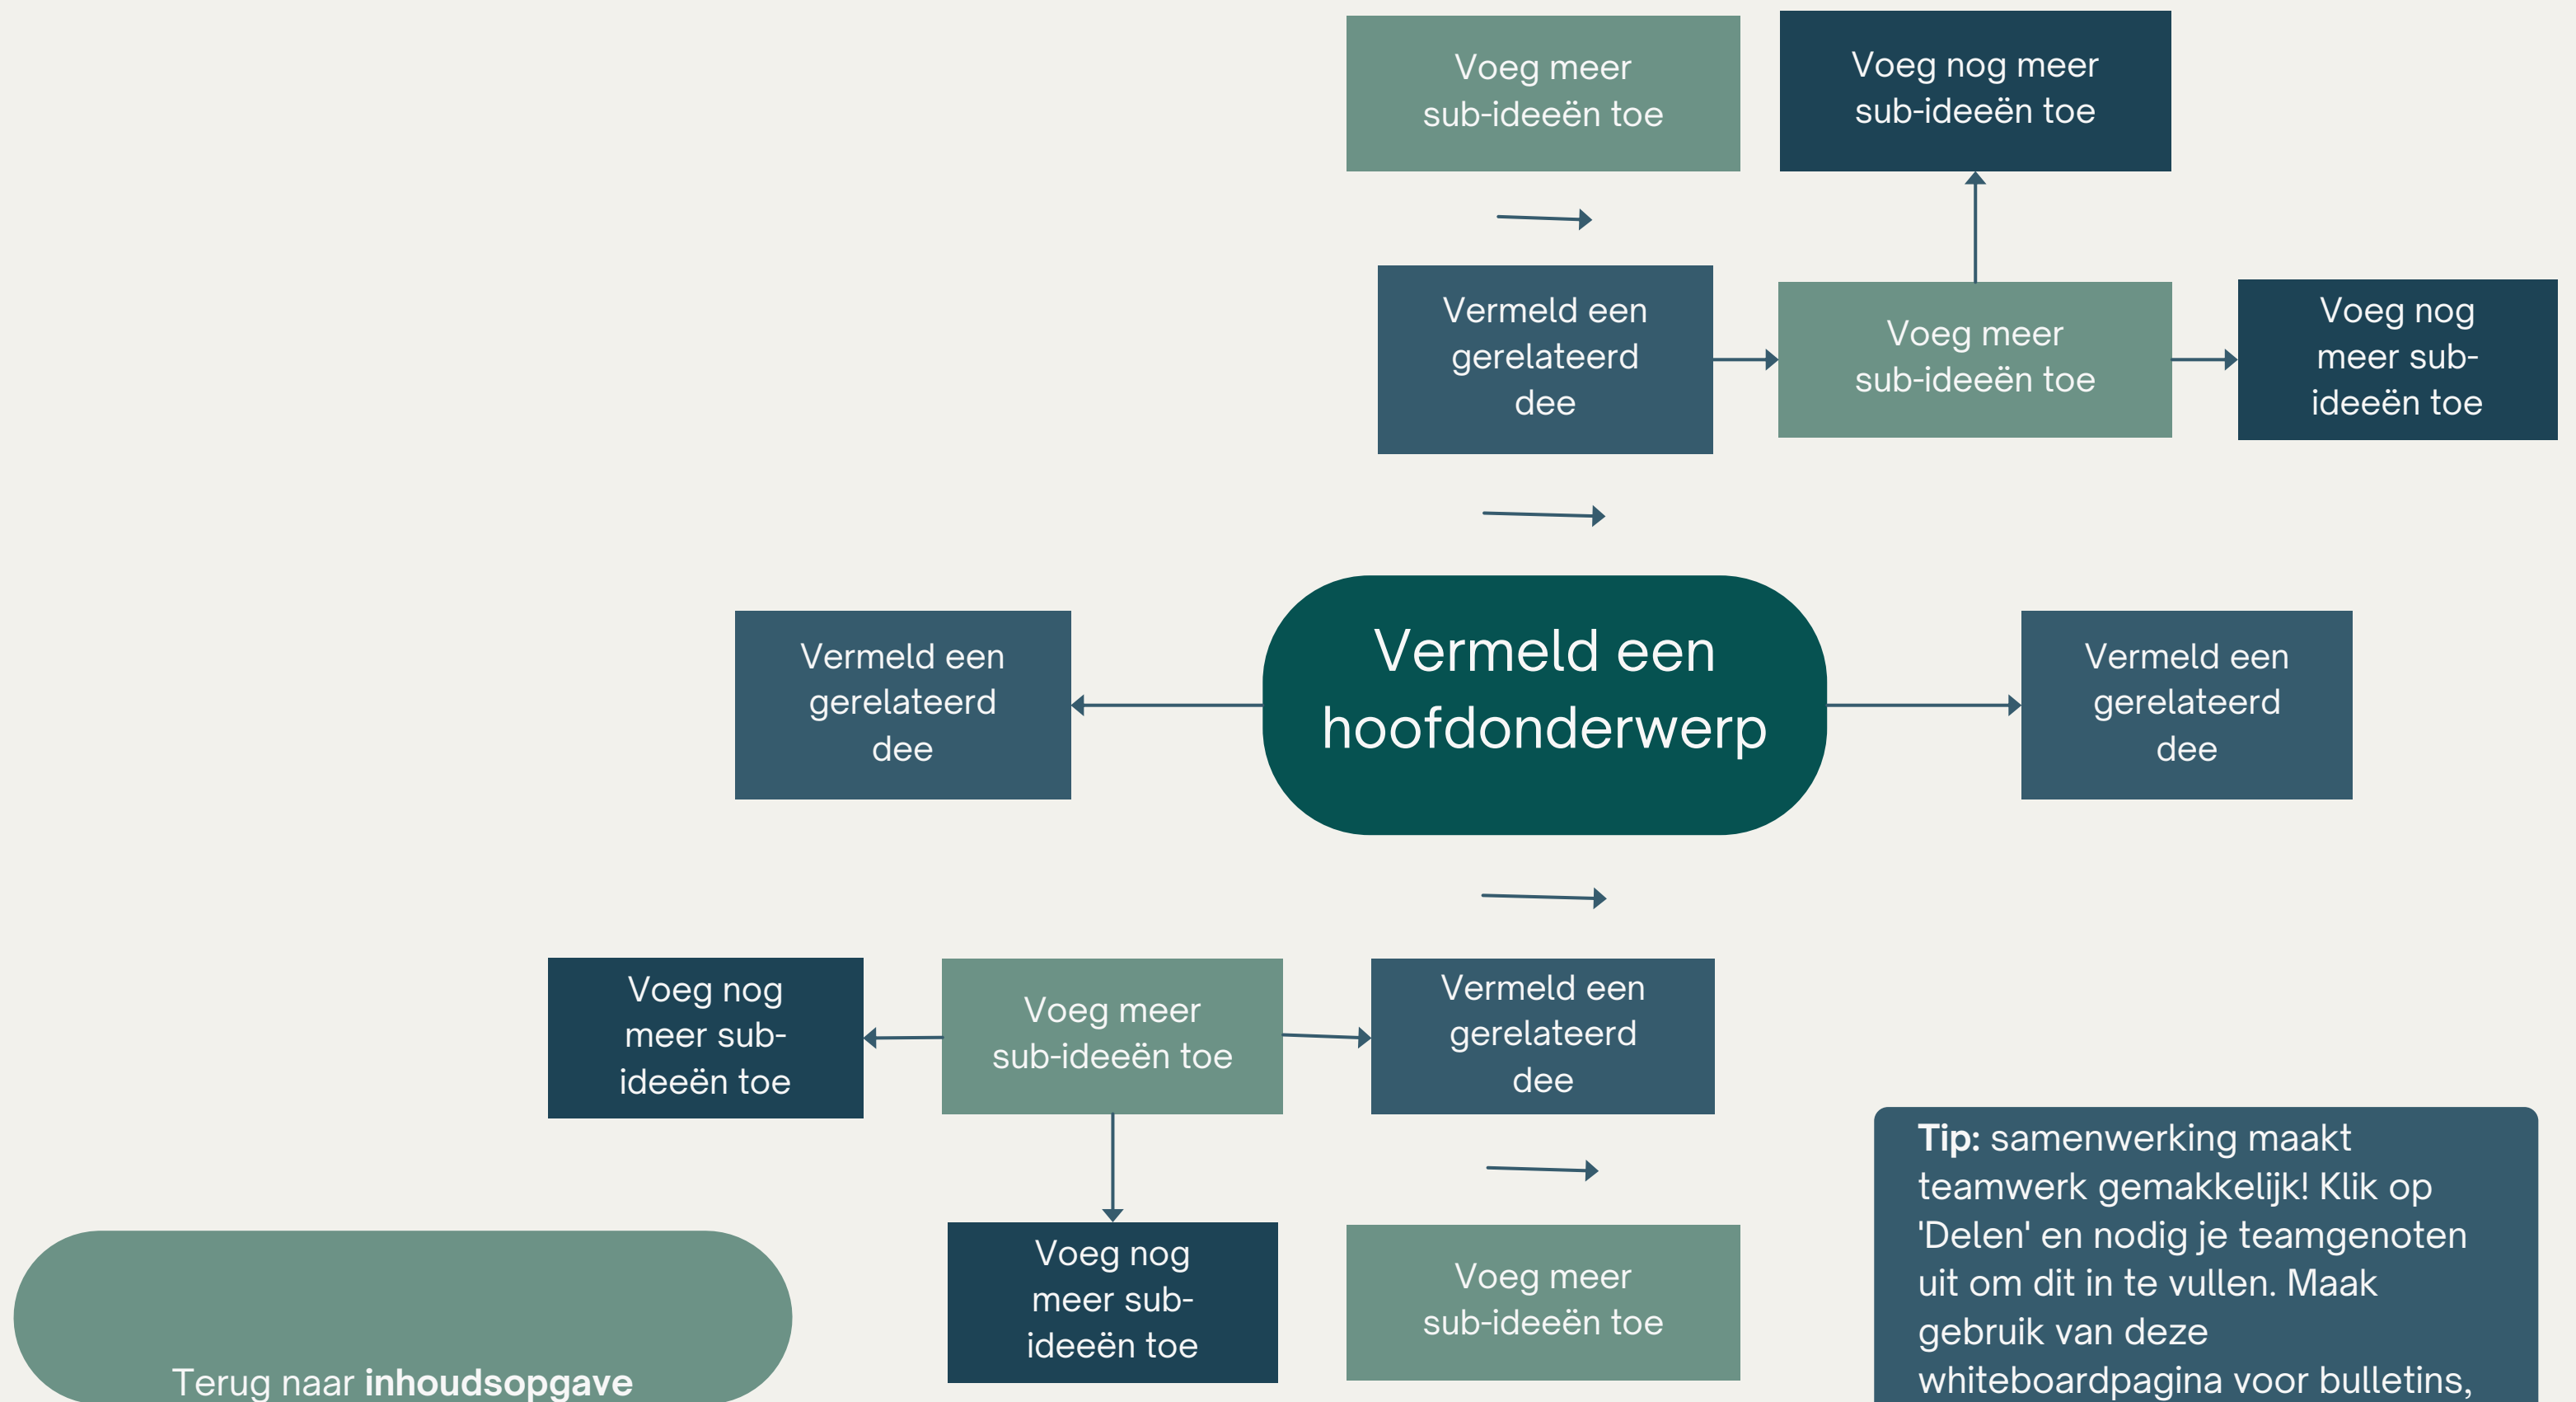 Voeg meer
sub-ideeën toe
Voeg nog meer
sub-ideeën toe
Vermeld een
gerelateerd
dee
Voeg meer
sub-ideeën toe
Voeg nog
meer sub-
ideeën toe
Vermeld een
gerelateerd
dee
Vermeld een
hoofdonderwerp
Vermeld een
gerelateerd
dee
Voeg nog
meer sub-
ideeën toe
Voeg meer
sub-ideeën toe
Vermeld een
gerelateerd
dee
Voeg nog
meer sub-
ideeën toe
Voeg meer
sub-ideeën toe
Tip: samenwerking maakt
teamwerk gemakkelijk! Klik op
'Delen' en nodig je teamgenoten
uit om dit in te vullen. Maak
gebruik van deze
whiteboardpagina voor bulletins,
Terug naar inhoudsopgave